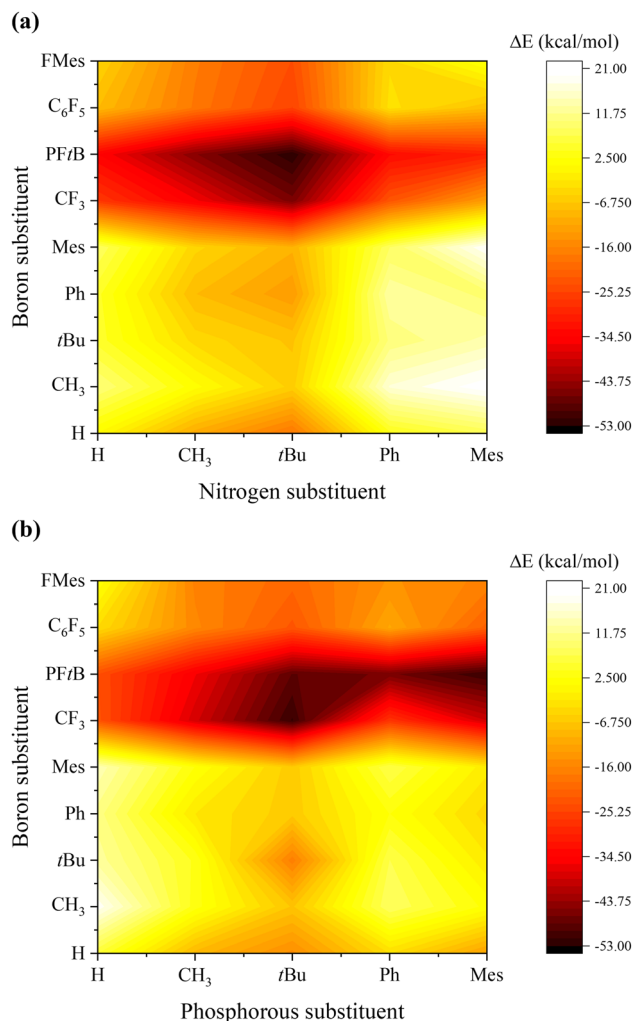 (a)
ΔE (kcal/mol)
FMes
C₆F₅
PFtB
CF₃
Mes
Ph
tBu
CH₃
H
Boron substituent
H CH₃ tBu Ph Mes
Nitrogen substituent
21.00
11.75
2.500
-6.750
-16.00
-25.25
-34.50
-43.75
-53.00
(b)
ΔE (kcal/mol)
FMes
C₆F₅
PFtB
CF₃
Mes
Ph
tBu
CH₃
H
Boron substituent
H CH₃ tBu Ph Mes
Phosphorous substituent
21.00
11.75
2.500
-6.750
-16.00
-25.25
-34.50
-43.75
-53.00